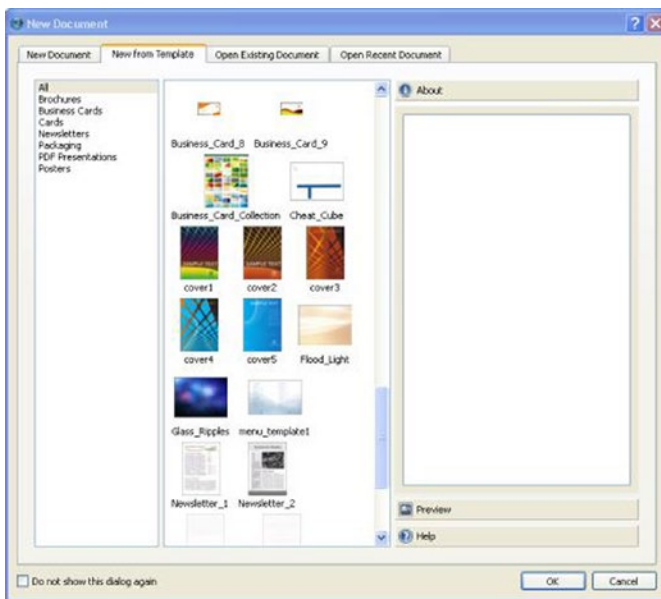 New Document
New Document
New from Template
Open Existing Document
Open Recent Document
All
Brochures
Business Cards
Cards
Newsletters
Packaging
PDF Presentations
Posters
Business_Card_8 Business_Card_9
Business_Card_Collection Cheat_Cube
SAMPLE TEXT
cover1 cover2 cover3
cover4 cover5 Flood_Light
Glass_Ripples menu_template1
Newsletter_1 Newsletter_2
About
Preview
Help
Do not show this dialog again
OK
Cancel